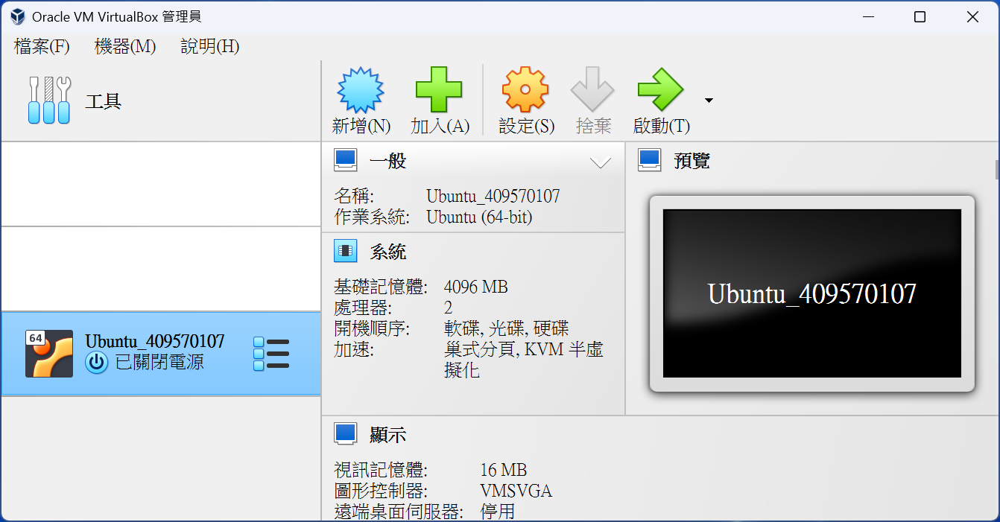 Oracle VM VirtualBox 管理員
檔案(F) 機器(M) 說明(H)
工具
新增(N) 加入(A) 設定(S) 捨棄 啟動(T)
64
Ubuntu_409570107
已關閉電源
一般
名稱: Ubuntu_409570107
作業系統: Ubuntu (64-bit)
系統
基礎記憶體: 4096 MB
處理器: 2
開機順序: 軟碟, 光碟, 硬碟
加速: 巢式分頁, KVM 半虛
擬化
預覽
Ubuntu_409570107
顯示
視訊記憶體: 16 MB
圖形控制器: VMSVGA
遠端桌面伺服器: 停用